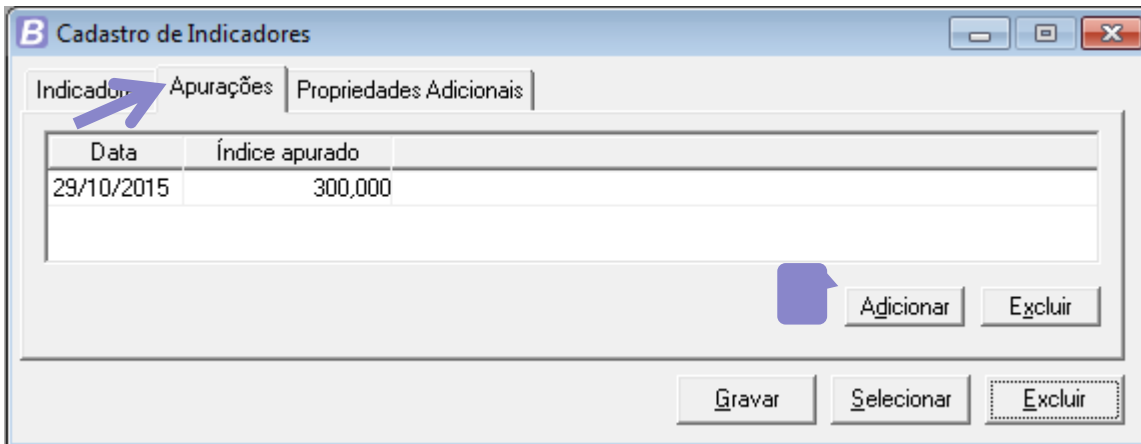 B Cadastro de Indicadores
Apurações Propriedades Adicionais
Data Índice apurado
29/10/2015 300,000
Adicionar Excluir
Gravar Selecionar Excluir